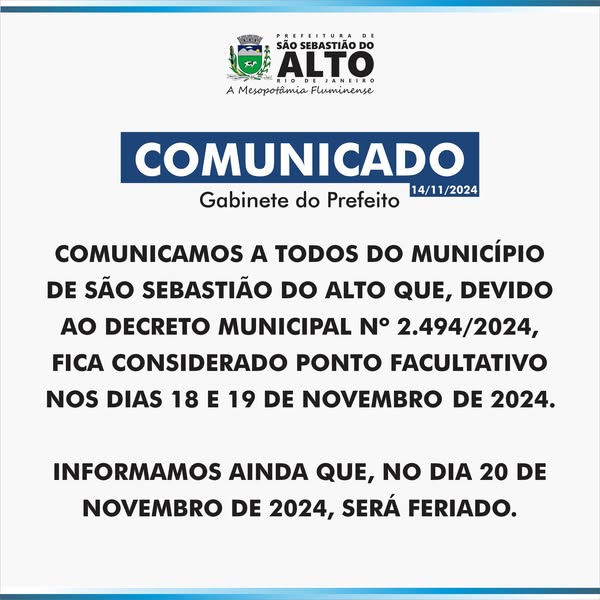 PREFEITURA DE
SÃO SEBASTIÃO DO
ALTO
RIO DE JANEIRO
A Mesopotâmia Fluminense
COMUNICADO
14/11/2024
Gabinete do Prefeito
COMUNICAMOS A TODOS DO MUNICÍPIO
DE SÃO SEBASTIÃO DO ALTO QUE, DEVIDO
AO DECRETO MUNICIPAL Nº 2.494/2024,
FICA CONSIDERADO PONTO FACULTATIVO
NOS DIAS 18 E 19 DE NOVEMBRO DE 2024.
INFORMAMOS AINDA QUE, NO DIA 20 DE
NOVEMBRO DE 2024, SERÁ FERIADO.